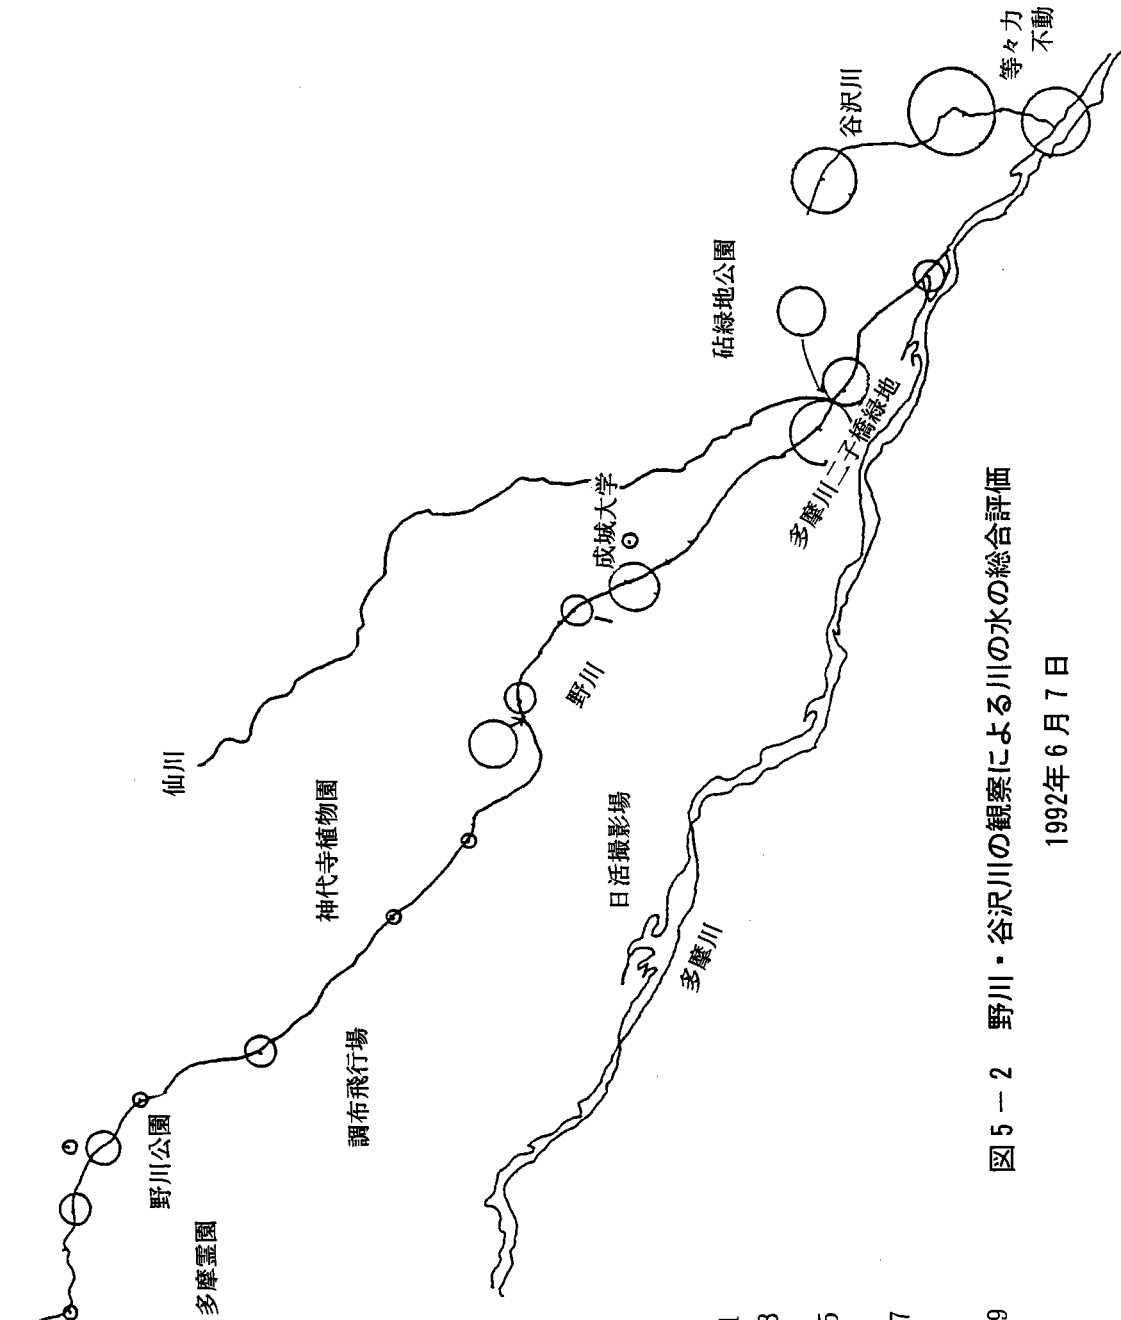 等々力
不動
谷沢川
砧緑地公園
多摩川二子橋緑地
成城大学
野川
仙川
神代寺植物園
日活撮影場
多摩川
調布飛行場
野川公園
多摩霊園
1
3
5
7
9
図5-2 野川・谷沢川の観察による川の水の総合評価
1992年6月7日